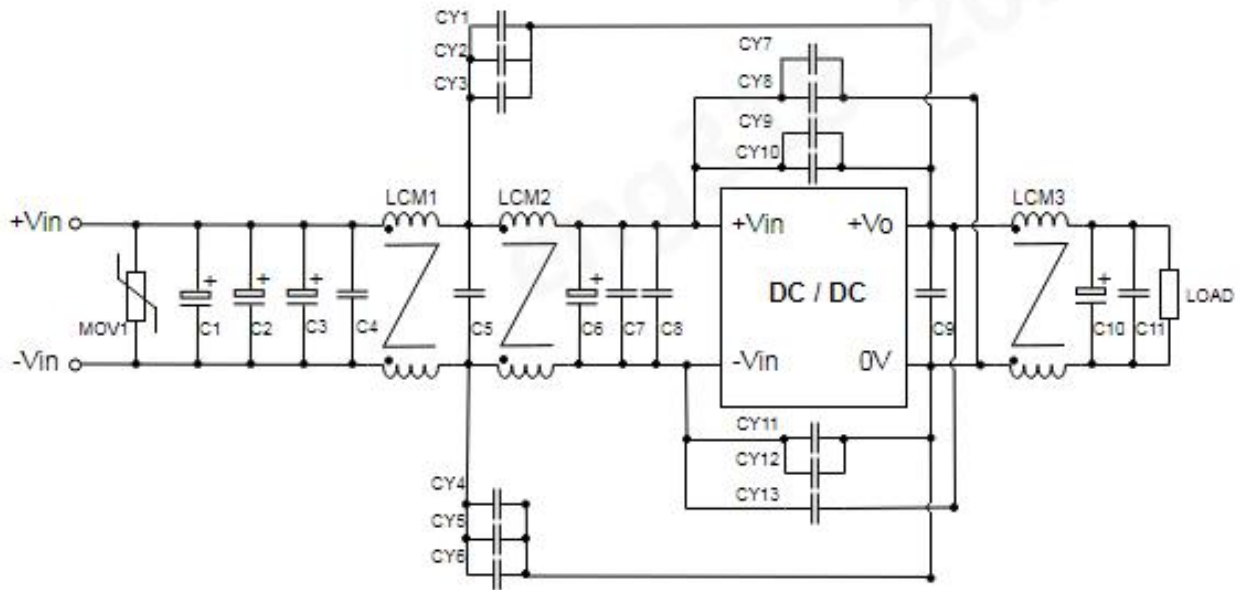 CY1
CY2
CY3
CY7
CY8
CY9
CY10
LCM1
LCM2
LCM3
+Vin
+Vin
+Vo
DC / DC
MOV1
+
C1
+
C2
+
C3
C4
C5
+
C6
C7
C8
C9
+
C10
C11
LOAD
-Vin
-Vin
0V
CY11
CY12
CY13
CY4
CY5
CY6